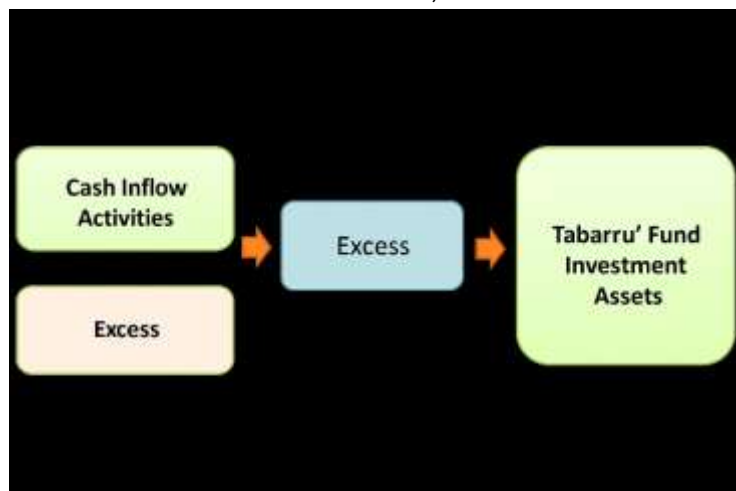 Cash Inflow
Activities
Excess
Excess
Tabarru’ Fund
Investment
Assets